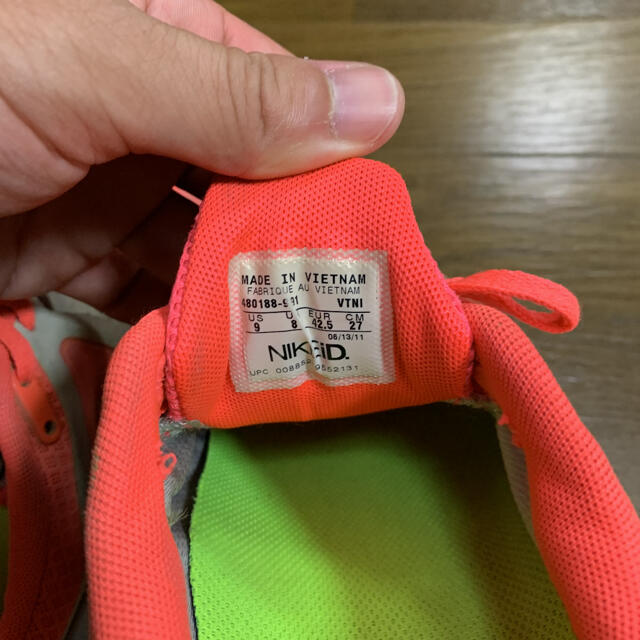 MADE IN VIETNAM
FABRIQUE AU VIETNAM
VTNI
US EUR CM
9 8 42.5 27
06/13/11
NIKEiD.
UPC